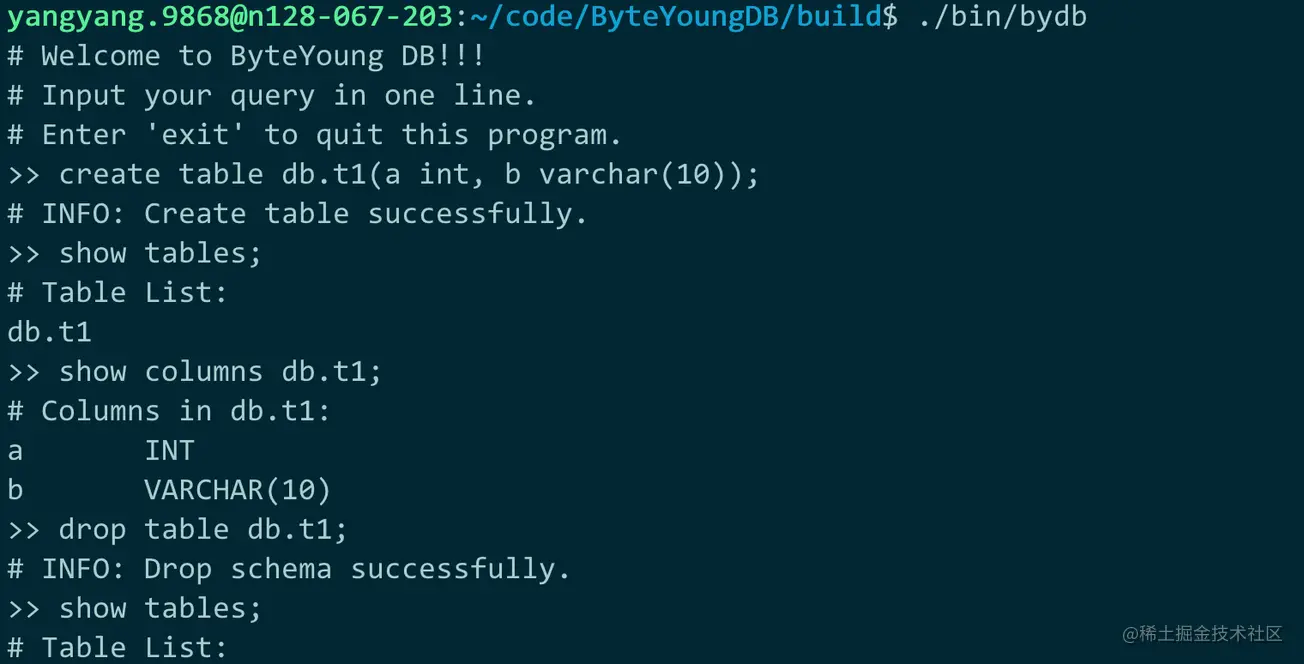 yangyang.9868@n128-067-203:~/code/ByteYoungDB/build$ ./bin/bydb
# Welcome to ByteYoung DB!!!
# Input your query in one line.
# Enter 'exit' to quit this program.
>> create table db.t1(a int, b varchar(10));
# INFO: Create table successfully.
>> show tables;
# Table List:
db.t1
>> show columns db.t1;
# Columns in db.t1:
a       INT
b       VARCHAR(10)
>> drop table db.t1;
# INFO: Drop schema successfully.
>> show tables;
# Table List:
@稀土掘金技术社区